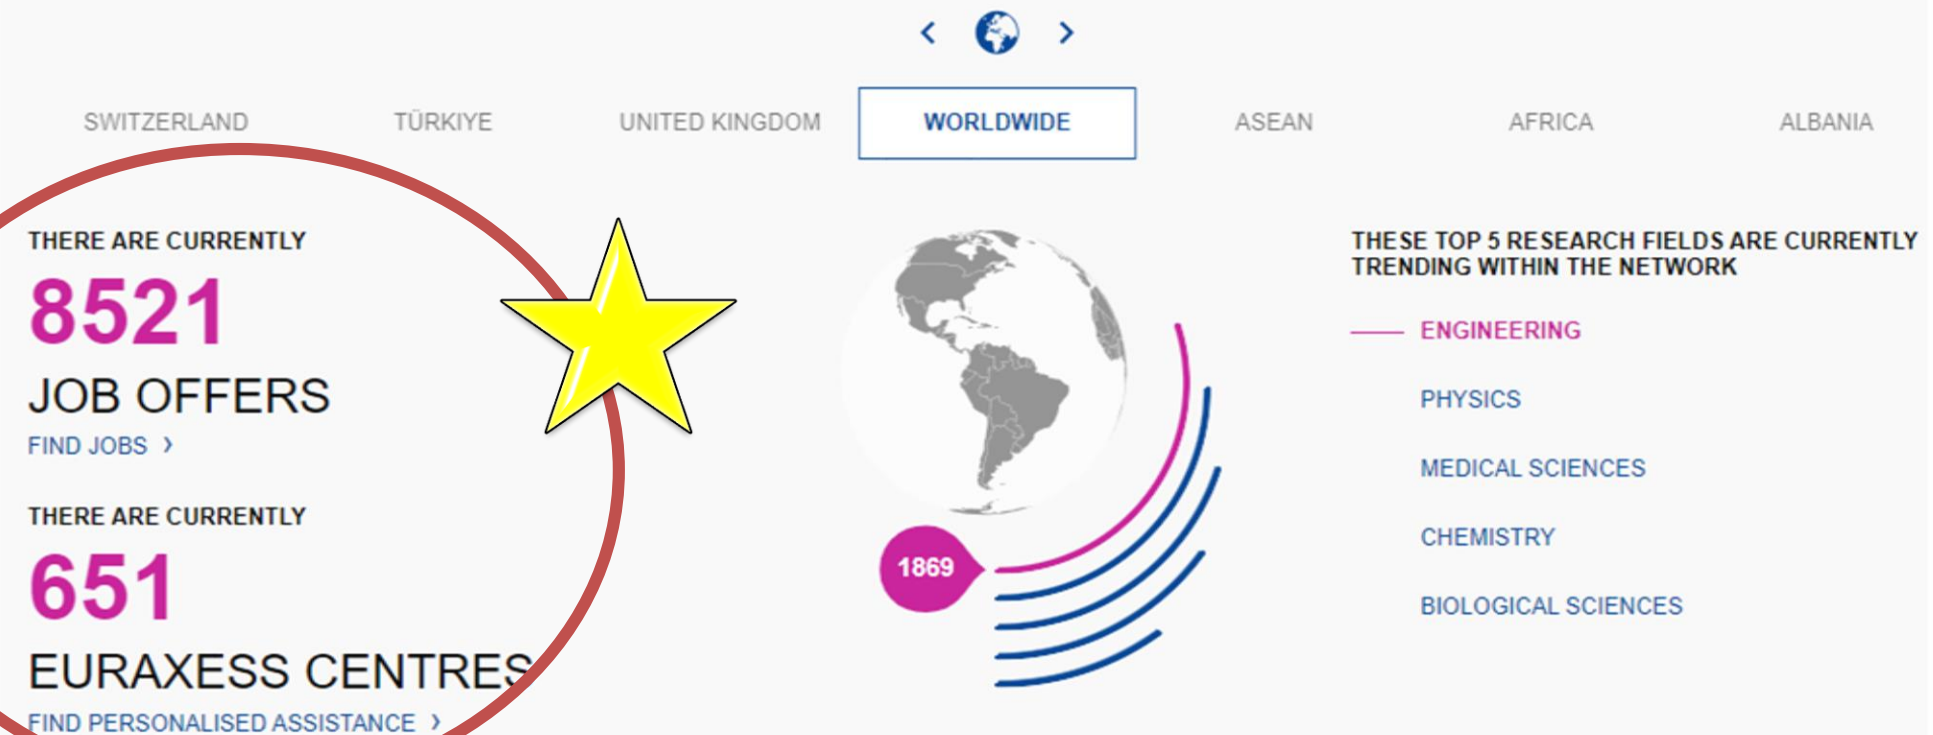 SWITZERLAND
TÜRKIYE
UNITED KINGDOM
WORLDWIDE
ASEAN
AFRICA
ALBANIA
THERE ARE CURRENTLY
8521
JOB OFFERS
FIND JOBS ›
THERE ARE CURRENTLY
651
EURAXESS CENTRES
FIND PERSONALISED ASSISTANCE ›
1869
THESE TOP 5 RESEARCH FIELDS ARE CURRENTLY
TRENDING WITHIN THE NETWORK
ENGINEERING
PHYSICS
MEDICAL SCIENCES
CHEMISTRY
BIOLOGICAL SCIENCES